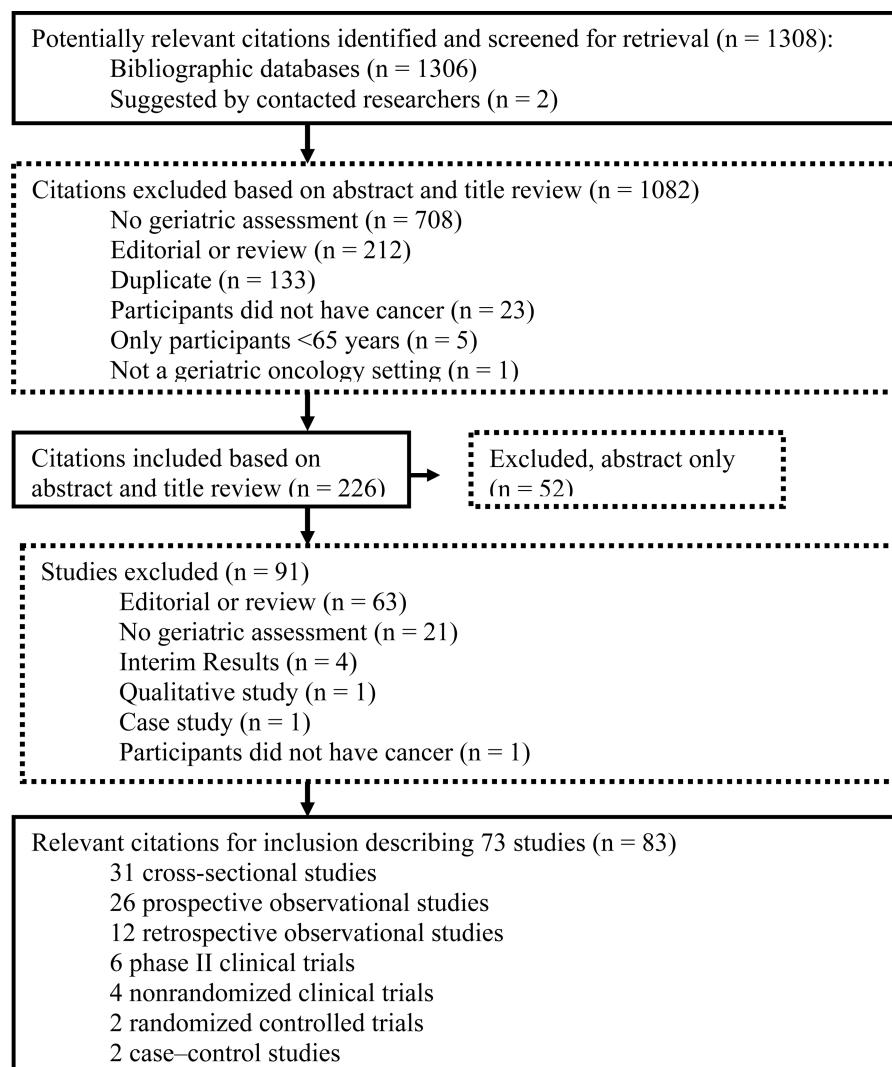 Potentially relevant citations identified and screened for retrieval (n = 1308):
Bibliographic databases (n = 1306)
Suggested by contacted researchers (n = 2)
Citations excluded based on abstract and title review (n = 1082)
No geriatric assessment (n = 708)
Editorial or review (n = 212)
Duplicate (n = 133)
Participants did not have cancer (n = 23)
Only participants <65 years (n = 5)
Not a geriatric oncology setting (n = 1)
Citations included based on
abstract and title review (n = 226)
Excluded, abstract only
(n = 52)
Studies excluded (n = 91)
Editorial or review (n = 63)
No geriatric assessment (n = 21)
Interim Results (n = 4)
Qualitative study (n = 1)
Case study (n = 1)
Participants did not have cancer (n = 1)
Relevant citations for inclusion describing 73 studies (n = 83)
31 cross-sectional studies
26 prospective observational studies
12 retrospective observational studies
6 phase II clinical trials
4 nonrandomized clinical trials
2 randomized controlled trials
2 case–control studies